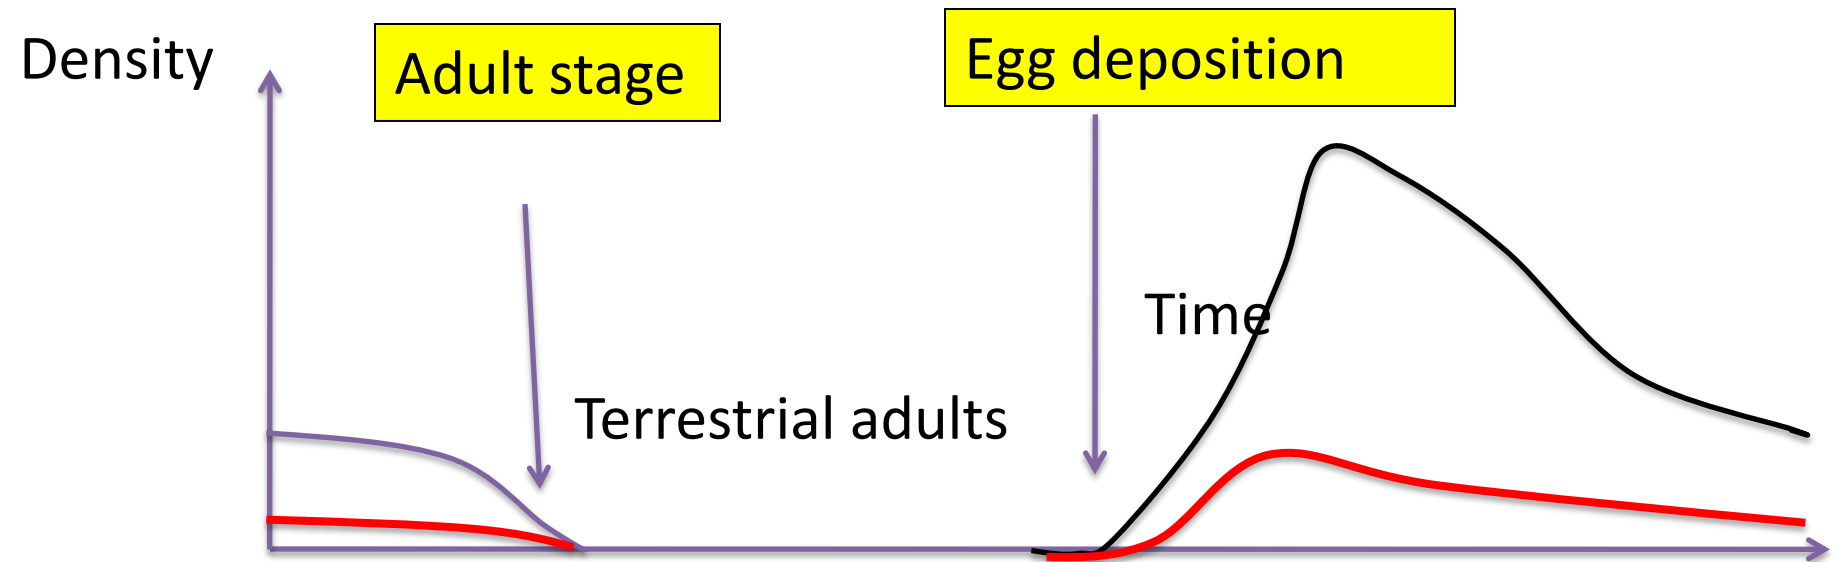 Density
Adult stage
Egg deposition
Time
Terrestrial adults